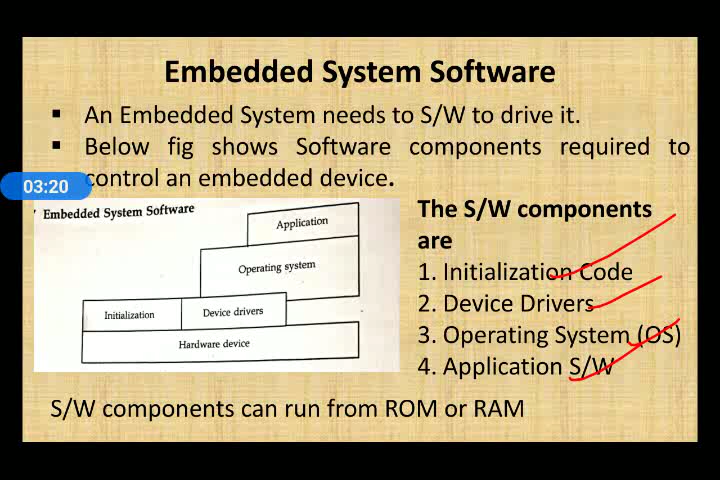 Embedded System Software
▪ An Embedded System needs to S/W to drive it.
▪ Below fig shows Software components required to
control an embedded device.
03:20
Embedded System Software
Application
Operating system
Initialization
Device drivers
Hardware device
The S/W components
are
1. Initialization Code
2. Device Drivers
3. Operating System (OS)
4. Application S/W
S/W components can run from ROM or RAM